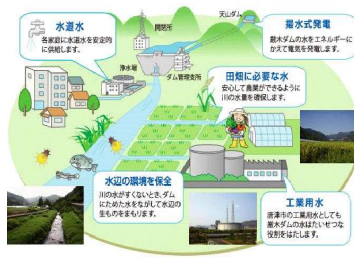 天山ダム
揚水式発電
厳木ダムの水をエネルギーに
かえて電気を発電します。
開閉所
水道水
各家庭に水道水を安定的
に供給します。
浄水場
ダム管理支所
田畑に必要な水
安心して農業ができるように
川の水量を確保します。
水辺の環境を保全
川の水がすくないとき、ダム
にためた水をながして水辺の
生ものをまもります。
工業用水
唐津市の工業用水としても
厳木ダムの水はたいせつな
役割をはたします。